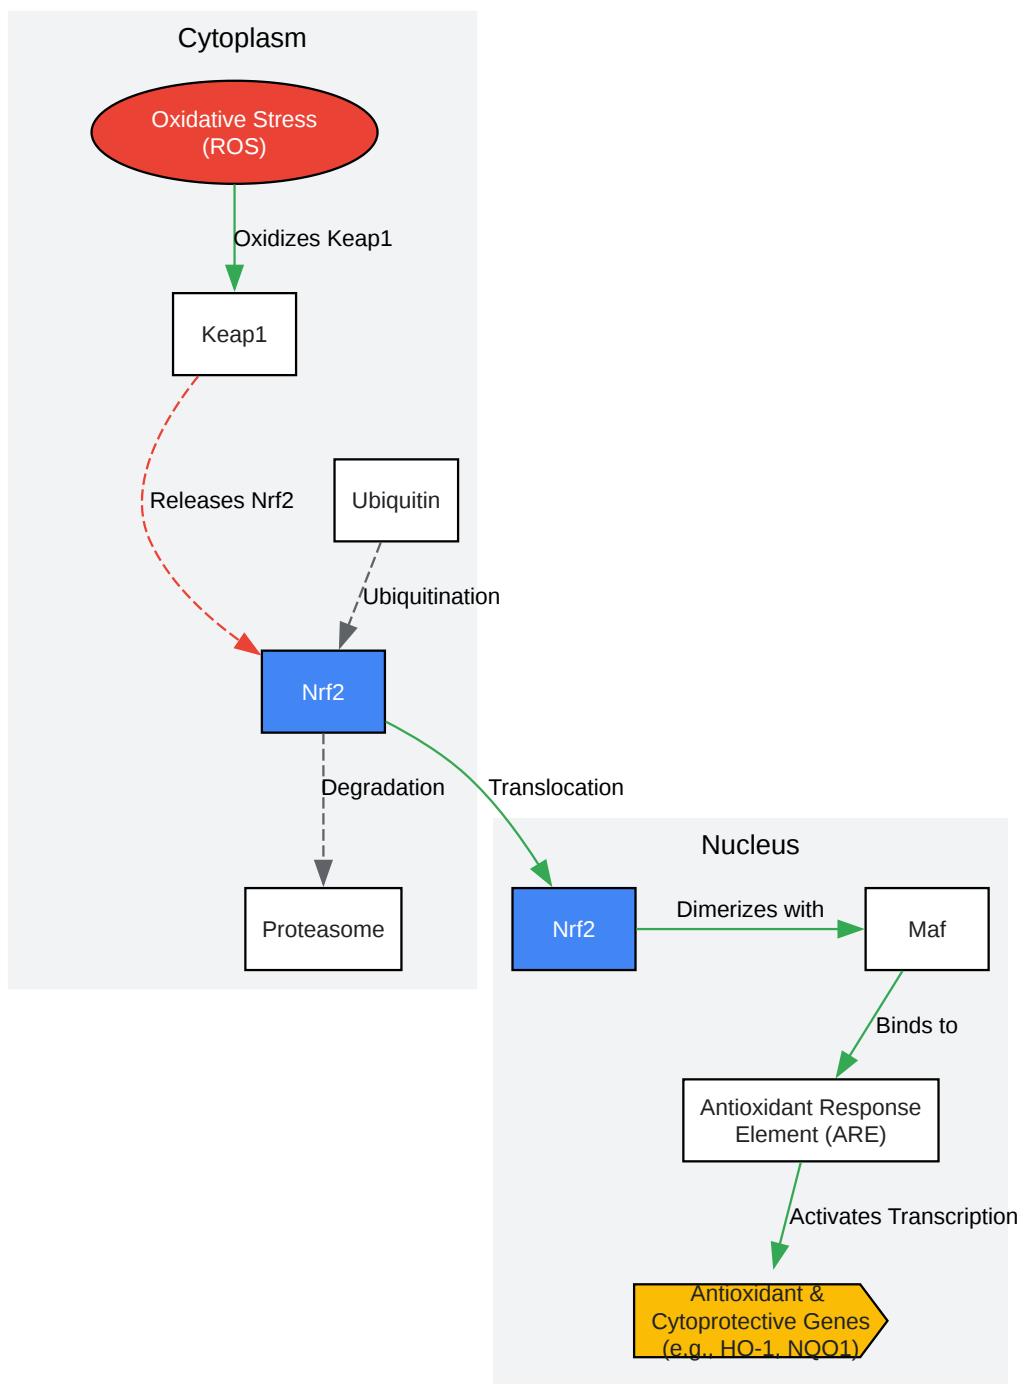 Cytoplasm
Oxidative Stress
(ROS)
Oxidizes Keap1
Keap1
Releases Nrf2
Ubiquitin
Ubiquitination
Nrf2
Degradation
Translocation
Proteasome
Nucleus
Nrf2
Dimerizes with
Maf
Binds to
Antioxidant Response
Element (ARE)
Activates Transcription
Antioxidant &
Cytoprotective Genes
(e.g., HO-1, NQO1)